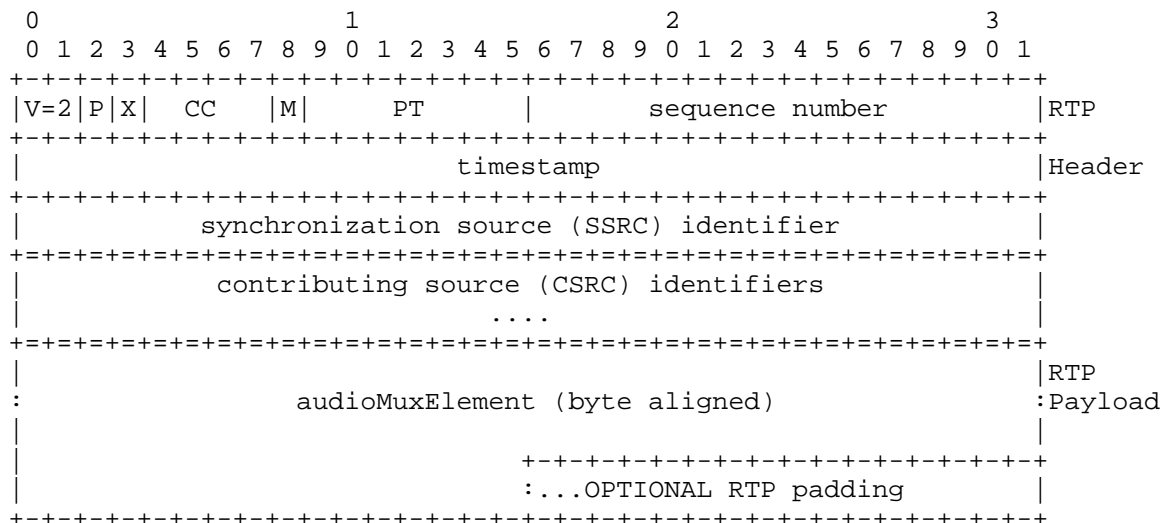 0                   1                   2                   3
 0 1 2 3 4 5 6 7 8 9 0 1 2 3 4 5 6 7 8 9 0 1 2 3 4 5 6 7 8 9 0 1
+-+-+-+-+-+-+-+-+-+-+-+-+-+-+-+-+-+-+-+-+-+-+-+-+-+-+-+-+-+-+-+-+
|V=2|P|X|  CC   |M|     PT      |       sequence number         |RTP
+-+-+-+-+-+-+-+-+-+-+-+-+-+-+-+-+-+-+-+-+-+-+-+-+-+-+-+-+-+-+-+-+
|                           timestamp                           |Header
+-+-+-+-+-+-+-+-+-+-+-+-+-+-+-+-+-+-+-+-+-+-+-+-+-+-+-+-+-+-+-+-+
|           synchronization source (SSRC) identifier            |
+=+=+=+=+=+=+=+=+=+=+=+=+=+=+=+=+=+=+=+=+=+=+=+=+=+=+=+=+=+=+=+=+
|            contributing source (CSRC) identifiers             |
|                             ....                              |
+=+=+=+=+=+=+=+=+=+=+=+=+=+=+=+=+=+=+=+=+=+=+=+=+=+=+=+=+=+=+=+=+
|                                                               |RTP
:                 audioMuxElement (byte aligned)                :Payload
|                                                               |
|                               +-+-+-+-+-+-+-+-+-+-+-+-+-+-+-+-+
|                               :...OPTIONAL RTP padding        |
+-+-+-+-+-+-+-+-+-+-+-+-+-+-+-+-+-+-+-+-+-+-+-+-+-+-+-+-+-+-+-+-+